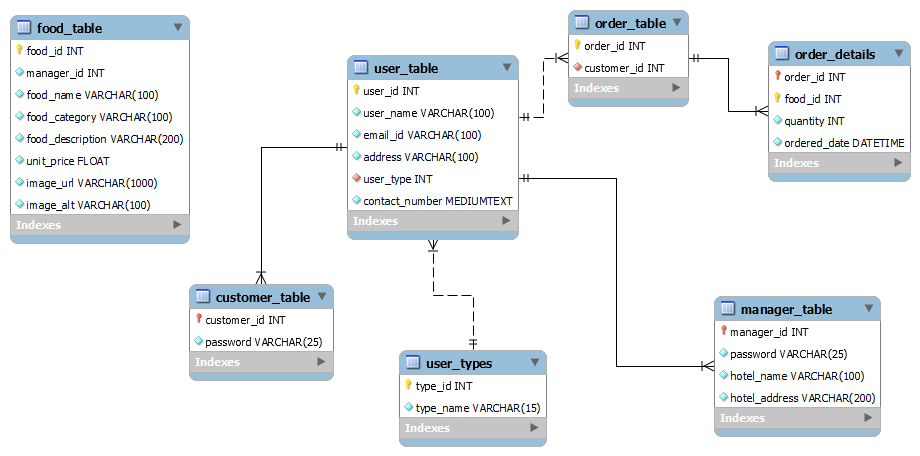 food_table
food_id INT
manager_id INT
food_name VARCHAR(100)
food_category VARCHAR(100)
food_description VARCHAR(200)
unit_price FLOAT
image_url VARCHAR(1000)
image_alt VARCHAR(100)
Indexes
user_table
user_id INT
user_name VARCHAR(100)
email_id VARCHAR(100)
address VARCHAR(100)
user_type INT
contact_number MEDIUMTEXT
Indexes
order_table
order_id INT
customer_id INT
Indexes
order_details
order_id INT
food_id INT
quantity INT
ordered_date DATETIME
Indexes
customer_table
customer_id INT
password VARCHAR(25)
Indexes
user_types
type_id INT
type_name VARCHAR(15)
Indexes
manager_table
manager_id INT
password VARCHAR(25)
hotel_name VARCHAR(100)
hotel_address VARCHAR(200)
Indexes